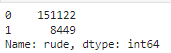 0    151122
1      8449
Name: rude, dtype: int64